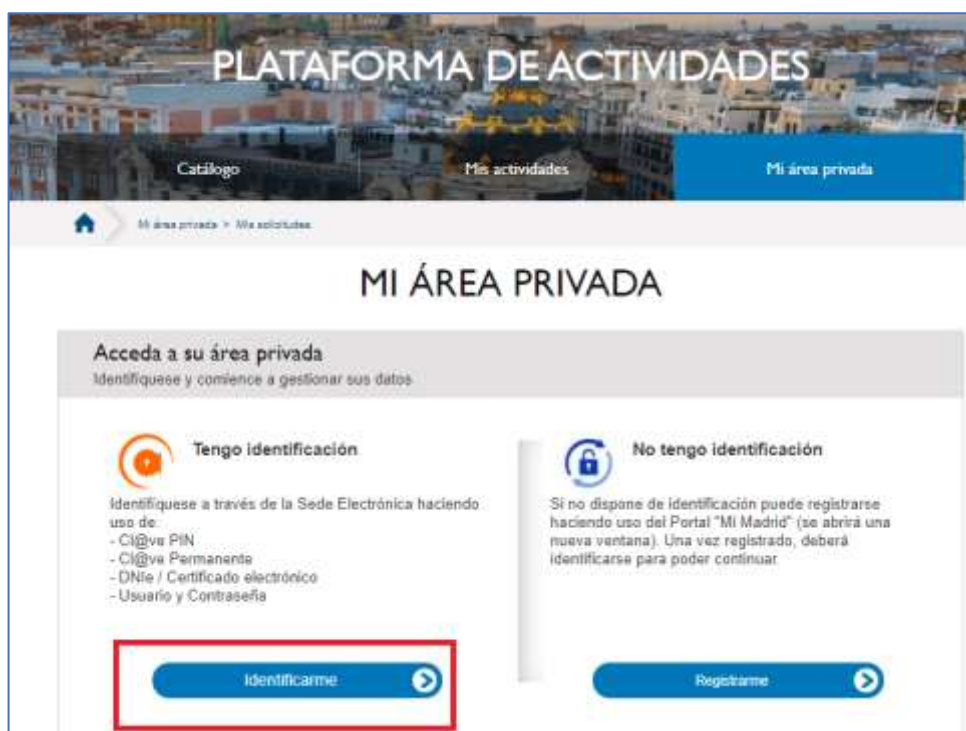 PLATAFORMA DE ACTIVIDADES
Catálogo
Mis actividades
Mi área privada
Mi área privada > Mis solicitudes
MI ÁREA PRIVADA
Acceda a su área privada
Identifíquese y comience a gestionar sus datos
Tengo identificación
Identifíquese a través de la Sede Electrónica haciendo
uso de:
- Cl@ve PIN
- Cl@ve Permanente
- DNIe / Certificado electrónico
- Usuario y Contraseña
Identificarme
No tengo identificación
Si no dispone de identificación puede registrarse
haciendo uso del Portal "Mi Madrid" (se abrirá una
nueva ventana). Una vez registrado, deberá
identificarse para poder continuar.
Registrarme